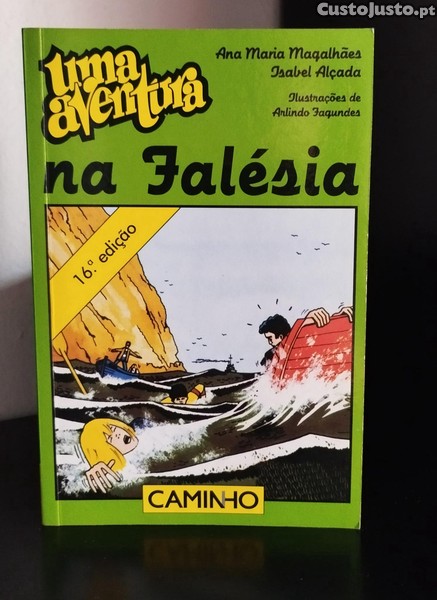 CustoJusto.pt
Ana Maria Magalhães
Isabel Alçada
Ilustrações de
Arlindo Fagundes
uma
aventura
na Falésia
16.ª edição
CAMINHO